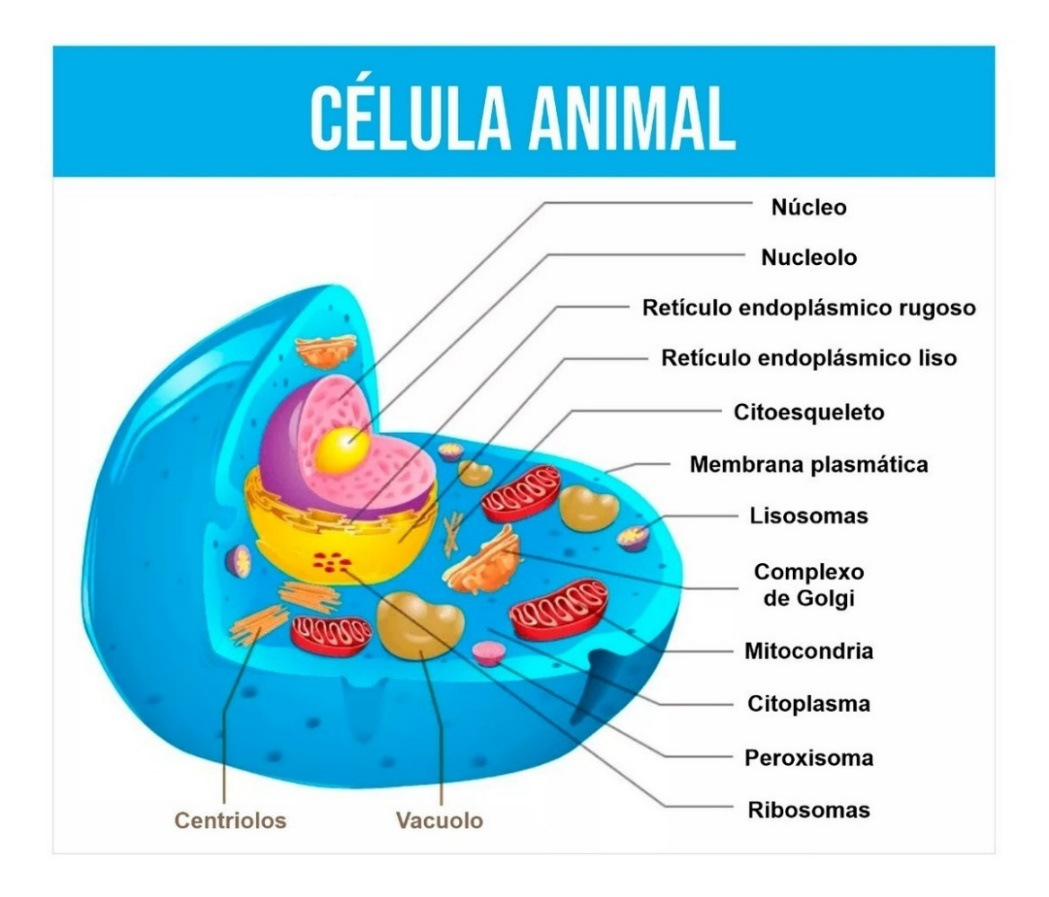 CÉLULA ANIMAL
Núcleo
Nucleolo
Retículo endoplásmico rugoso
Retículo endoplásmico liso
Citoesqueleto
Membrana plasmática
Lisosomas
Complexo
de Golgi
Mitocondria
Citoplasma
Peroxisoma
Ribosomas
Centriolos
Vacuolo